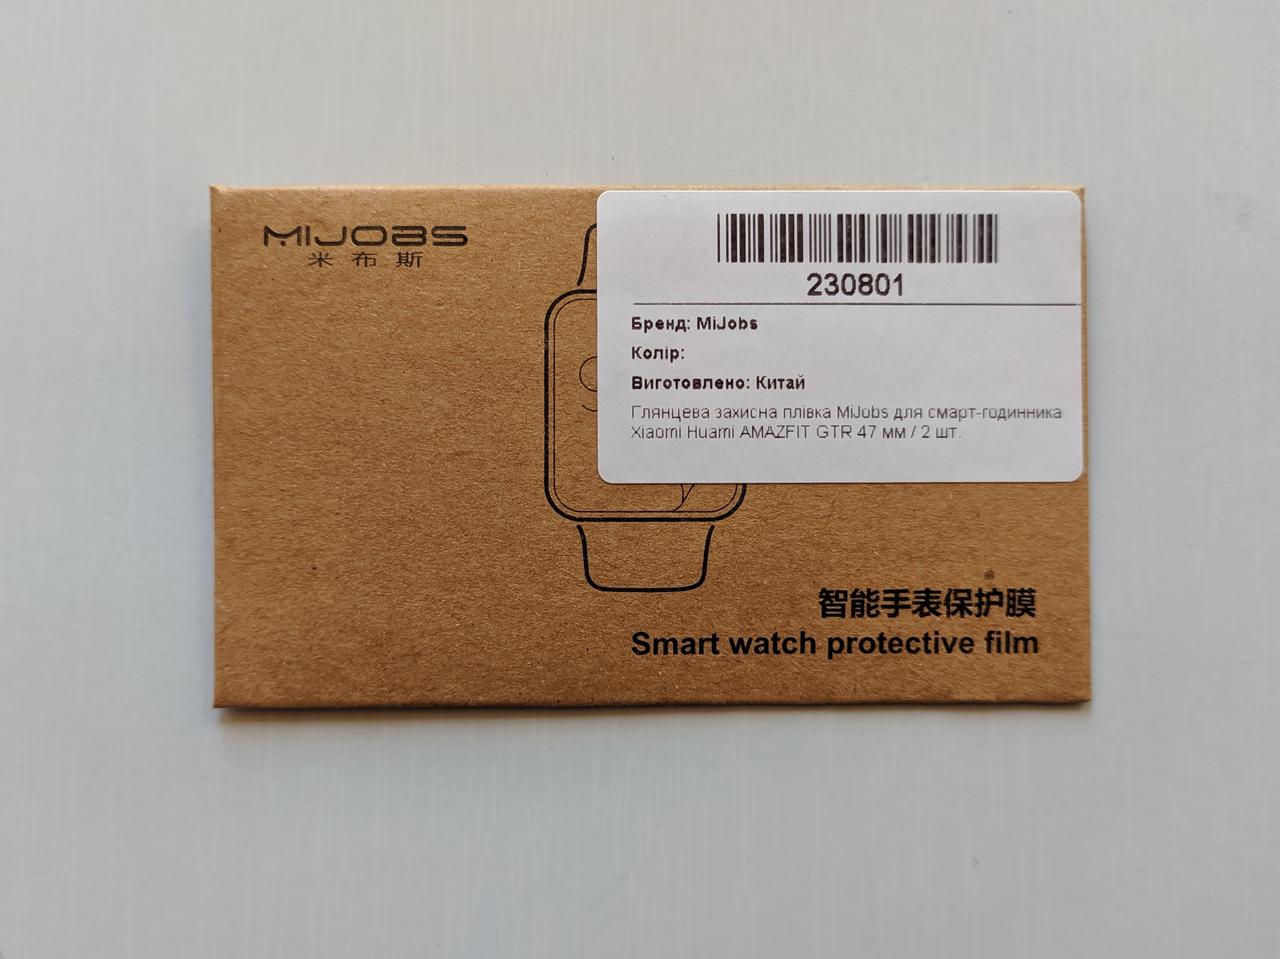 MIJOBS
米布斯
230801
Бренд: MiJobs
Колір:
Виготовлено: Китай
Глянцева захисна плівка MiJobs для смарт-годинника
Xiaomi Huami AMAZFIT GTR 47 мм / 2 шт.
智能手表保护膜
Smart watch protective film